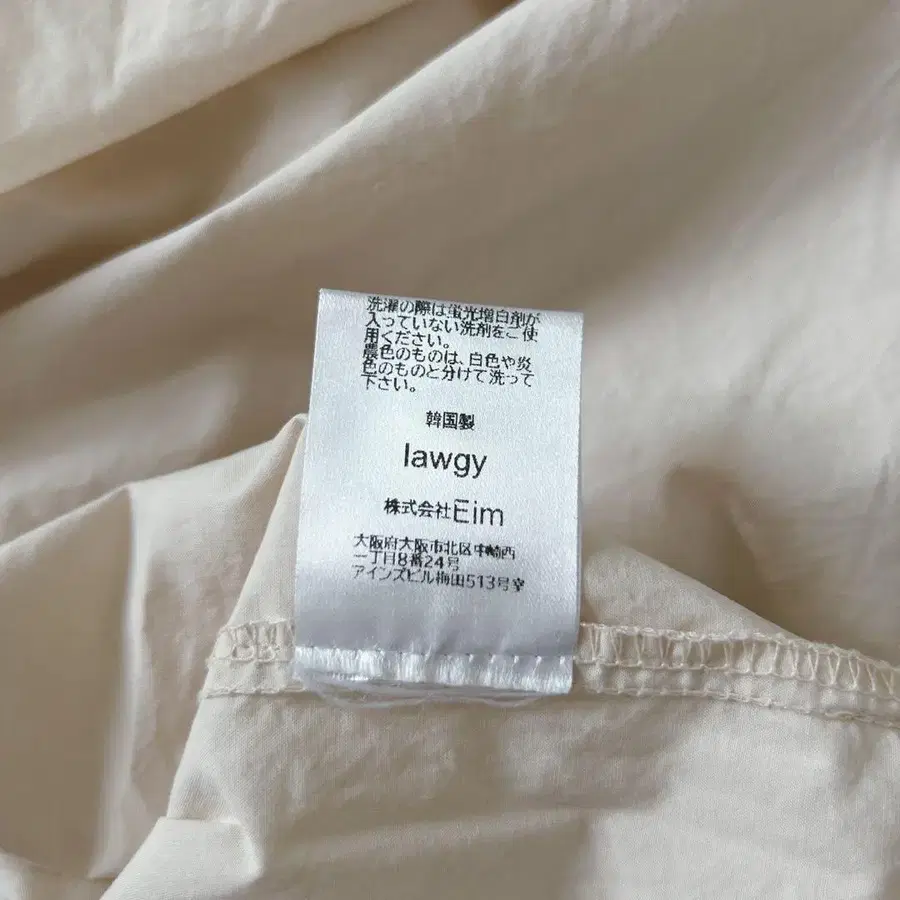 洗濯の際は蛍光増白剤が
入っていない洗剤をご使
用ください。
農色のものは、白色や炎
色のものと分けて洗って
下さい。
韓国製
lawgy
株式会社Eim
大阪府大阪市北区中崎西
一丁目8番24号
アインズビル梅田513号室